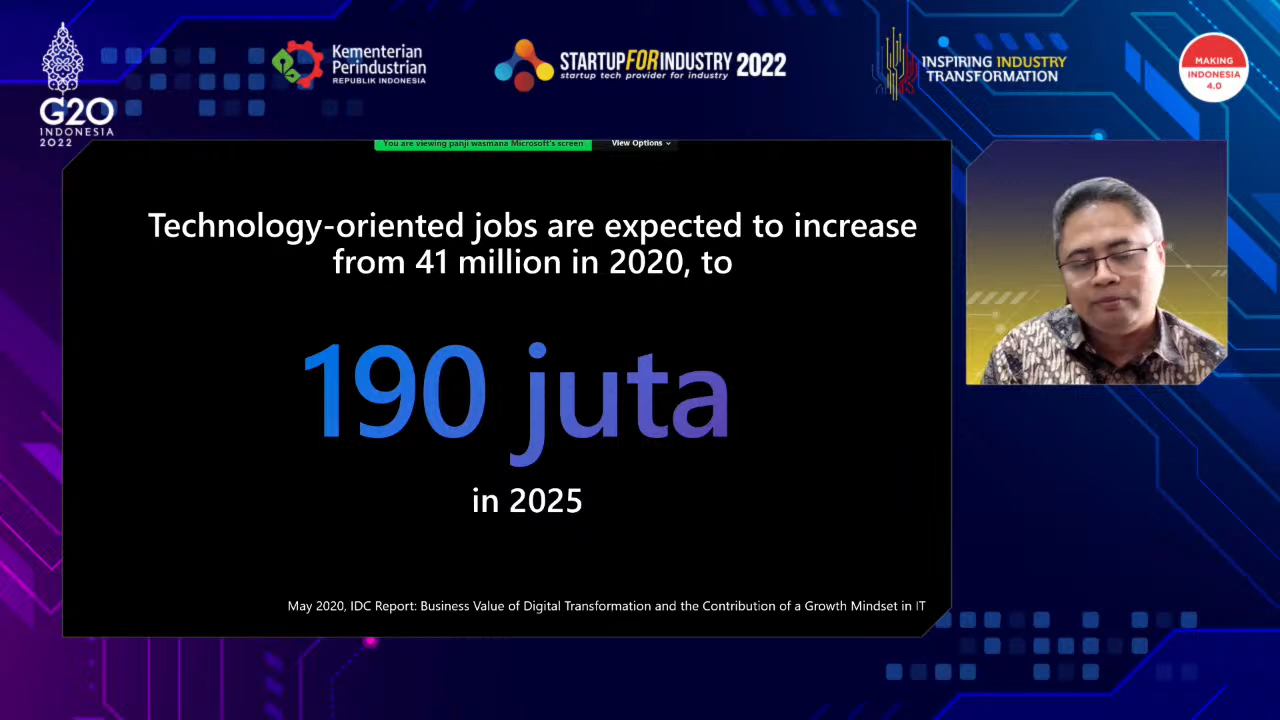 G20
INDONESIA
2022
Kementerian
Perindustrian
REPUBLIK INDONESIA
STARTUPFORINDUSTRY 2022
startup tech provider for industry
INSPIRING INDUSTRY
TRANSFORMATION
MAKING
INDONESIA
4.0
You are viewing panji wasmana Microsoft's screen
View Options
Technology-oriented jobs are expected to increase
from 41 million in 2020, to
190 juta
in 2025
May 2020, IDC Report: Business Value of Digital Transformation and the Contribution of a Growth Mindset in IT